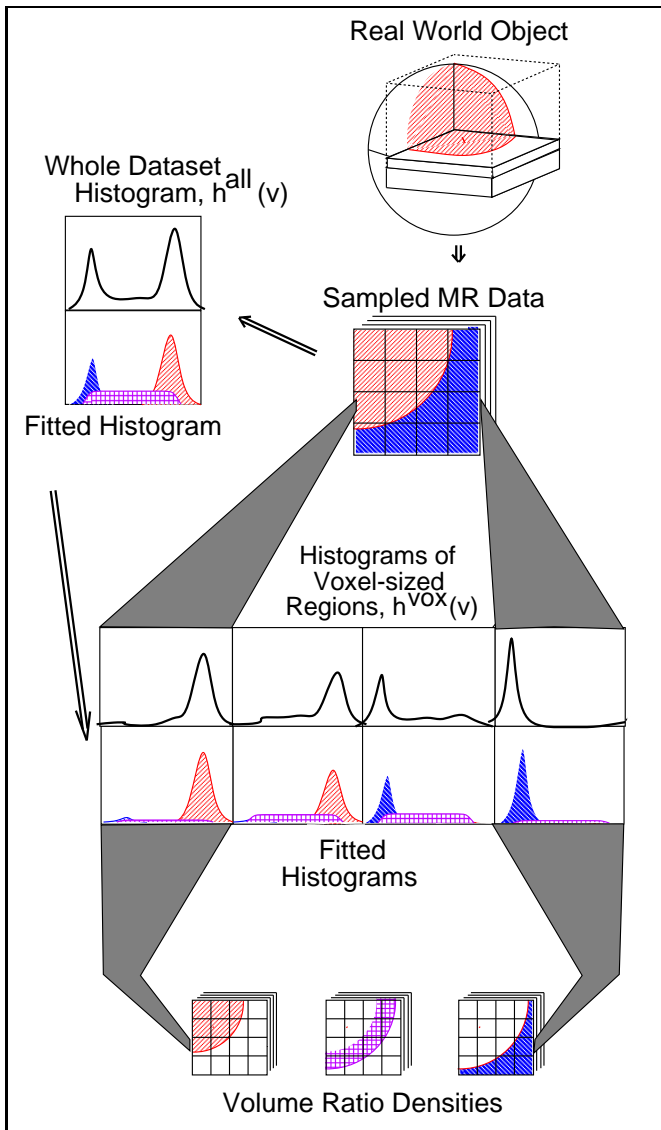 Real World Object
Whole Dataset
Histogram, h^all (v)
Sampled MR Data
Fitted Histogram
Histograms of
Voxel-sized
Regions, h^vox(v)
Fitted
Histograms
Volume Ratio Densities